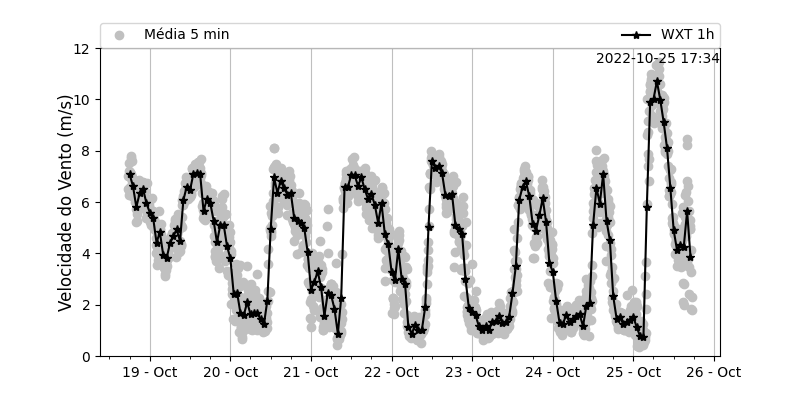 Média 5 min WXT 1h
2022-10-25 17:34
Velocidade do Vento (m/s)
12
10
8
6
4
2
0
19 - Oct 20 - Oct 21 - Oct 22 - Oct 23 - Oct 24 - Oct 25 - Oct 26 - Oct